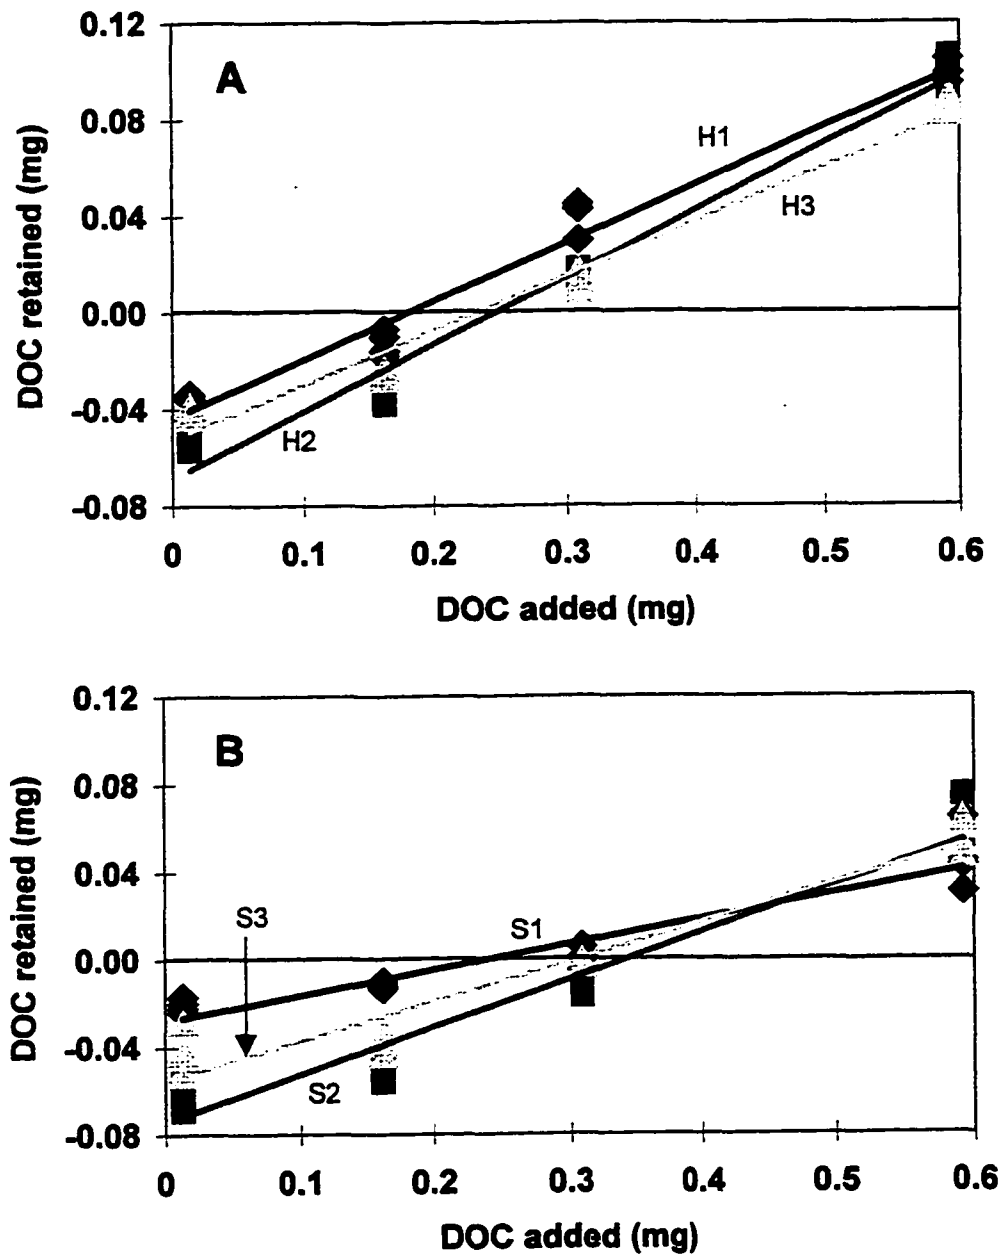 0.12
A
0.08
H1
DOC retained (mg)
0.04
H3
0.00
-0.04
H2
-0.08
0 0.1 0.2 0.3 0.4 0.5 0.6
DOC added (mg)
0.12
B
0.08
DOC retained (mg)
0.04
S3
S1
0.00
-0.04
S2
-0.08
0 0.1 0.2 0.3 0.4 0.5 0.6
DOC added (mg)